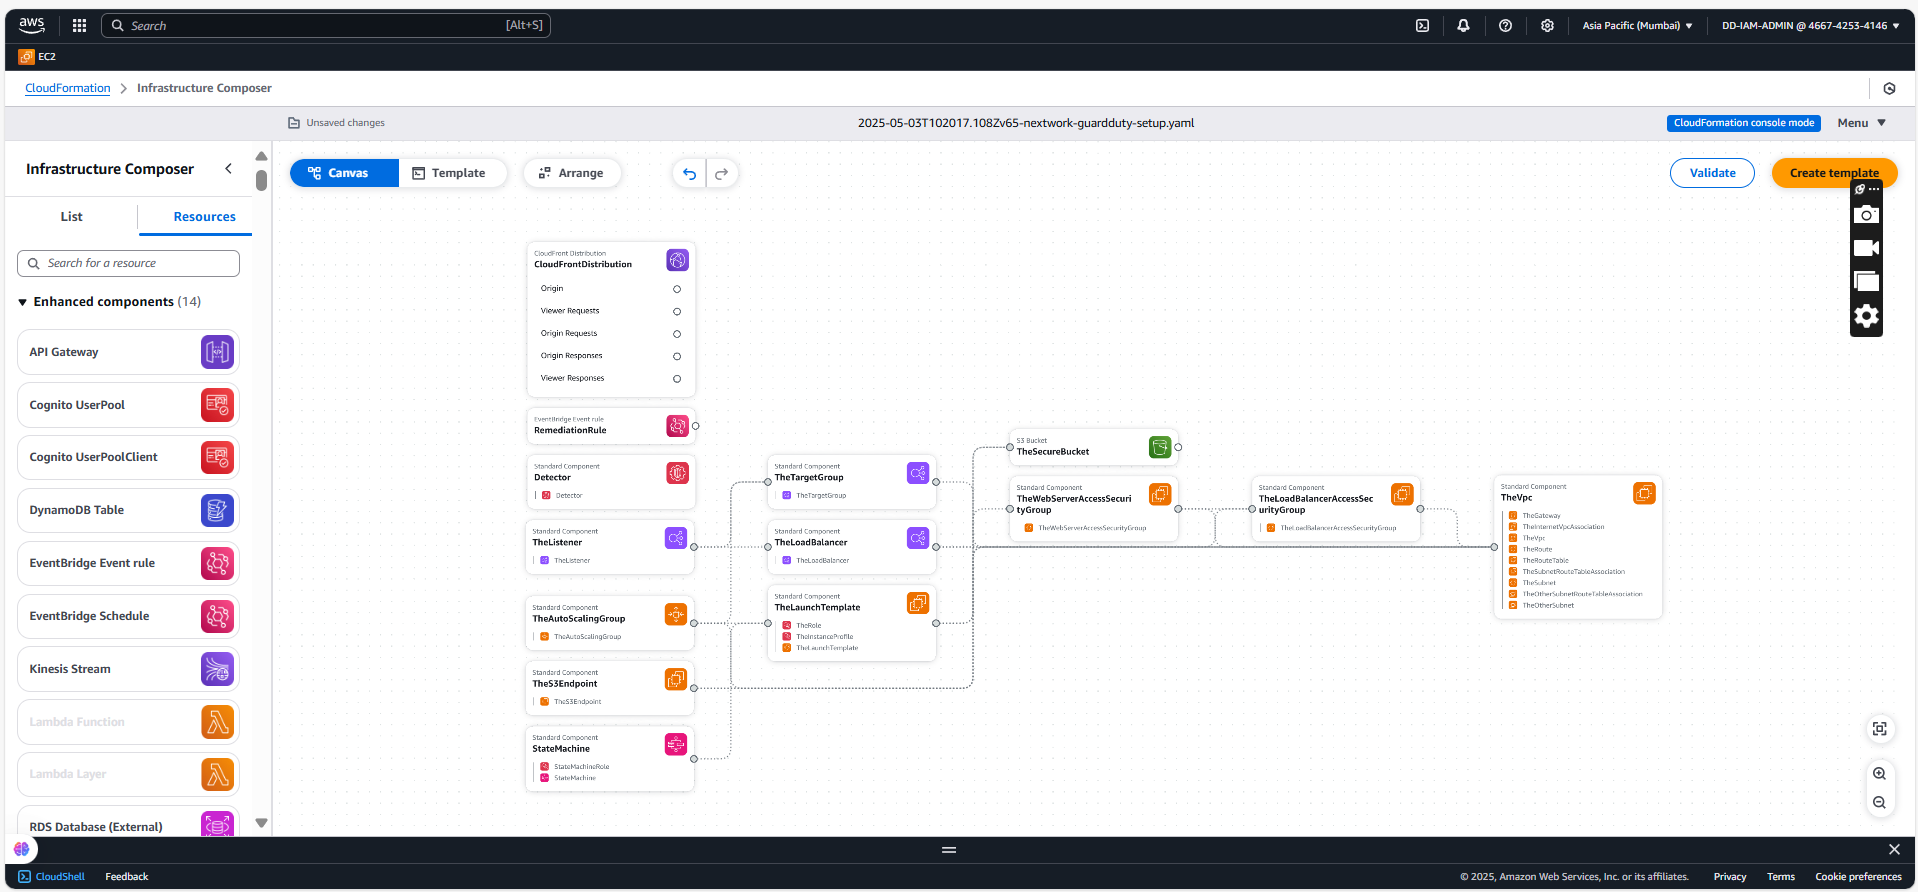 aws
Search
[Alt+S]
Asia Pacific (Mumbai)
DD-IAM-ADMIN @ 4667-4253-4146
EC2
CloudFormation
Infrastructure Composer
Unsaved changes
2025-05-03T102017.108Zv65-nextwork-guardduty-setup.yaml
CloudFormation console mode
Menu
Infrastructure Composer
Canvas
Template
Arrange
Validate
Create template
List
Resources
Search for a resource
Enhanced components (14)
API Gateway
Cognito UserPool
Cognito UserPoolClient
DynamoDB Table
EventBridge Event rule
EventBridge Schedule
Kinesis Stream
Lambda Function
Lambda Layer
RDS Database (External)
CloudFront Distribution
CloudFrontDistribution
Origin
Viewer Requests
Origin Requests
Origin Responses
Viewer Responses
EventBridge Event rule
RemediationRule
Standard Component
Detector
Detector
Standard Component
TheListener
TheListener
Standard Component
TheAutoScalingGroup
TheAutoScalingGroup
Standard Component
TheS3Endpoint
TheS3Endpoint
Standard Component
StateMachine
StateMachineRole
StateMachine
Standard Component
TheTargetGroup
TheTargetGroup
Standard Component
TheLoadBalancer
TheLoadBalancer
Standard Component
TheLaunchTemplate
TheRole
TheInstanceProfile
TheLaunchTemplate
S3 Bucket
TheSecureBucket
Standard Component
TheWebServerAccessSecuri
tyGroup
TheWebServerAccessSecurityGroup
Standard Component
TheLoadBalancerAccessSec
urityGroup
TheLoadBalancerAccessSecurityGroup
Standard Component
TheVpc
TheGateway
TheInternetVpcAssociation
TheVpc
TheRoute
TheRouteTable
TheSubnetRouteTableAssociation
TheSubnet
TheOtherSubnetRouteTableAssociation
TheOtherSubnet
CloudShell
Feedback
© 2025, Amazon Web Services, Inc. or its affiliates.
Privacy
Terms
Cookie preferences